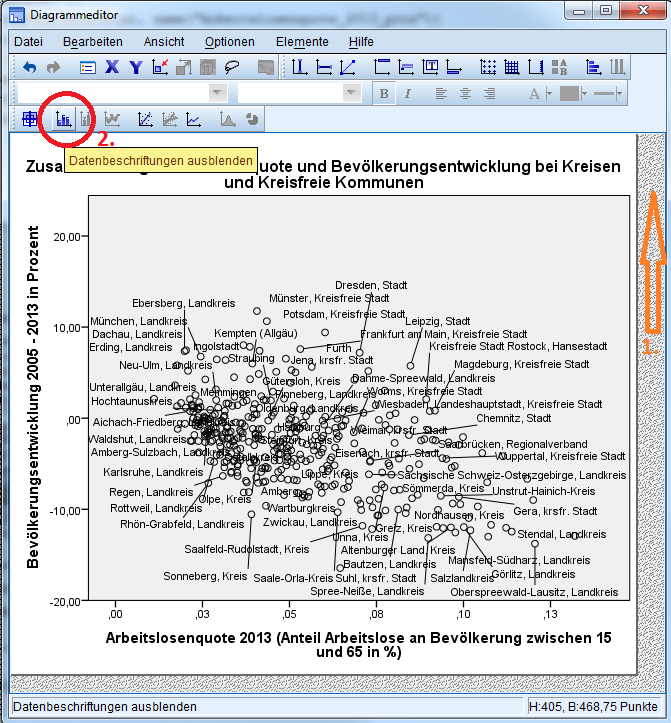 Diagrammeditor
Datei Bearbeiten Ansicht Optionen Elemente Hilfe
X Y
B I A
2.
Datenbeschriftungen ausblenden
Zusa quote und Bevölkerungsentwicklung bei Kreisen
und Kreisfreie Kommunen
1.
Bevölkerungsentwicklung 2005 - 2013 in Prozent
20,00
10,00
,00
-10,00
-20,00
Dresden, Stadt
Ebersberg, Landkreis
Münster, Kreisfreie Stadt
Potsdam, Kreisfreie Stadt
München, Landkreis
Leipzig, Stadt
Dachau, Landkreis
Kempten (Allgäu)
Frankfurt am Main, Kreisfreie Stadt
Erding, Landkreis
Ingolstadt
Fürth
Kreisfreie Stadt Rostock, Hansestadt
Straubing
Jena, krsfr. Stadt
Neu-Ulm, Landkreis
Magdeburg, Kreisfreie Stadt
Gütersloh, Kreis
Dahme-Spreewald, Landkreis
Unterallgäu, Landkreis
Memmingen
Pinneberg, Landkreis
Worms, Kreisfreie Stadt
Hochtaunuskreis
Oldenburg, Landkreis
Wiesbaden, Landeshauptstadt, Kreisfreie Stadt
Aichach-Friedberg, Landkreis
Weimar, krsfr. Stadt
Chemnitz, Stadt
Waldshut, Landkreis
Saarbrücken, Regionalverband
Amberg-Sulzbach, Landkreis
Eisenach, krsfr. Stadt
Wuppertal, Kreisfreie Stadt
Karlsruhe, Landkreis
Lippe, Kreis
Sächsische Schweiz-Osterzgebirge, Landkreis
Regen, Landkreis
Olpe, Kreis
Amberg
Sömmerda, Kreis
Unstrut-Hainich-Kreis
Rottweil, Landkreis
Wartburgkreis
Gera, krsfr. Stadt
Rhön-Grabfeld, Landkreis
Zwickau, Landkreis
Nordhausen, Kreis
Unna, Kreis
Greiz, Kreis
Stendal, Landkreis
Saalfeld-Rudolstadt, Kreis
Altenburger Land, Kreis
Bautzen, Landkreis
Mansfeld-Südharz, Landkreis
Sonneberg, Kreis
Saale-Orla-Kreis
Suhl, krsfr. Stadt
Salzlandkreis
Görlitz, Landkreis
Spree-Neiße, Landkreis
Oberspreewald-Lausitz, Landkreis
,00 ,03 ,05 ,08 ,10 ,13
Arbeitslosenquote 2013 (Anteil Arbeitslose an Bevölkerung zwischen 15
und 65 in %)
Datenbeschriftungen ausblenden
H:405, B:468,75 Punkte